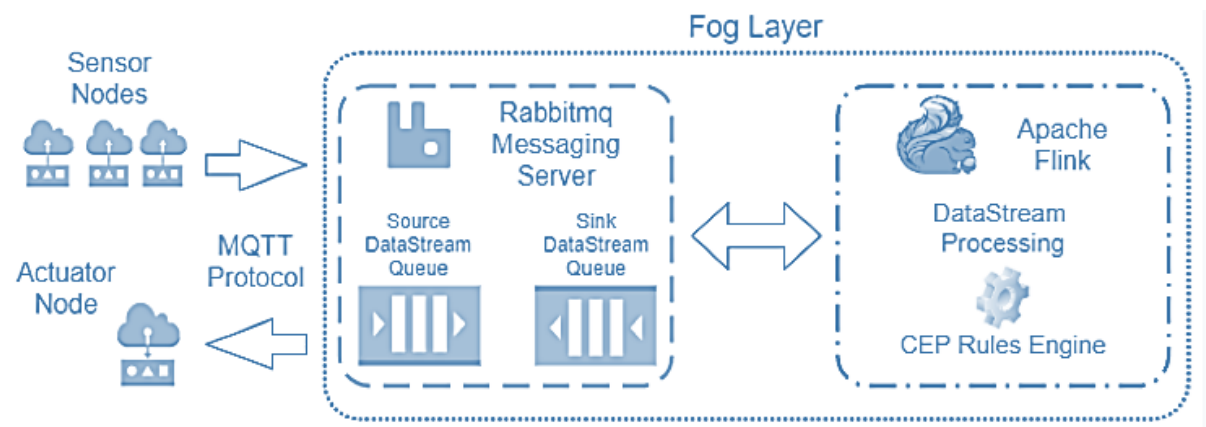 Fog Layer
Sensor
Nodes
Rabbitmq
Messaging
Server
Apache
Flink
Source
DataStream
Queue
Sink
DataStream
Queue
DataStream
Processing
MQTT
Protocol
Actuator
Node
CEP Rules Engine